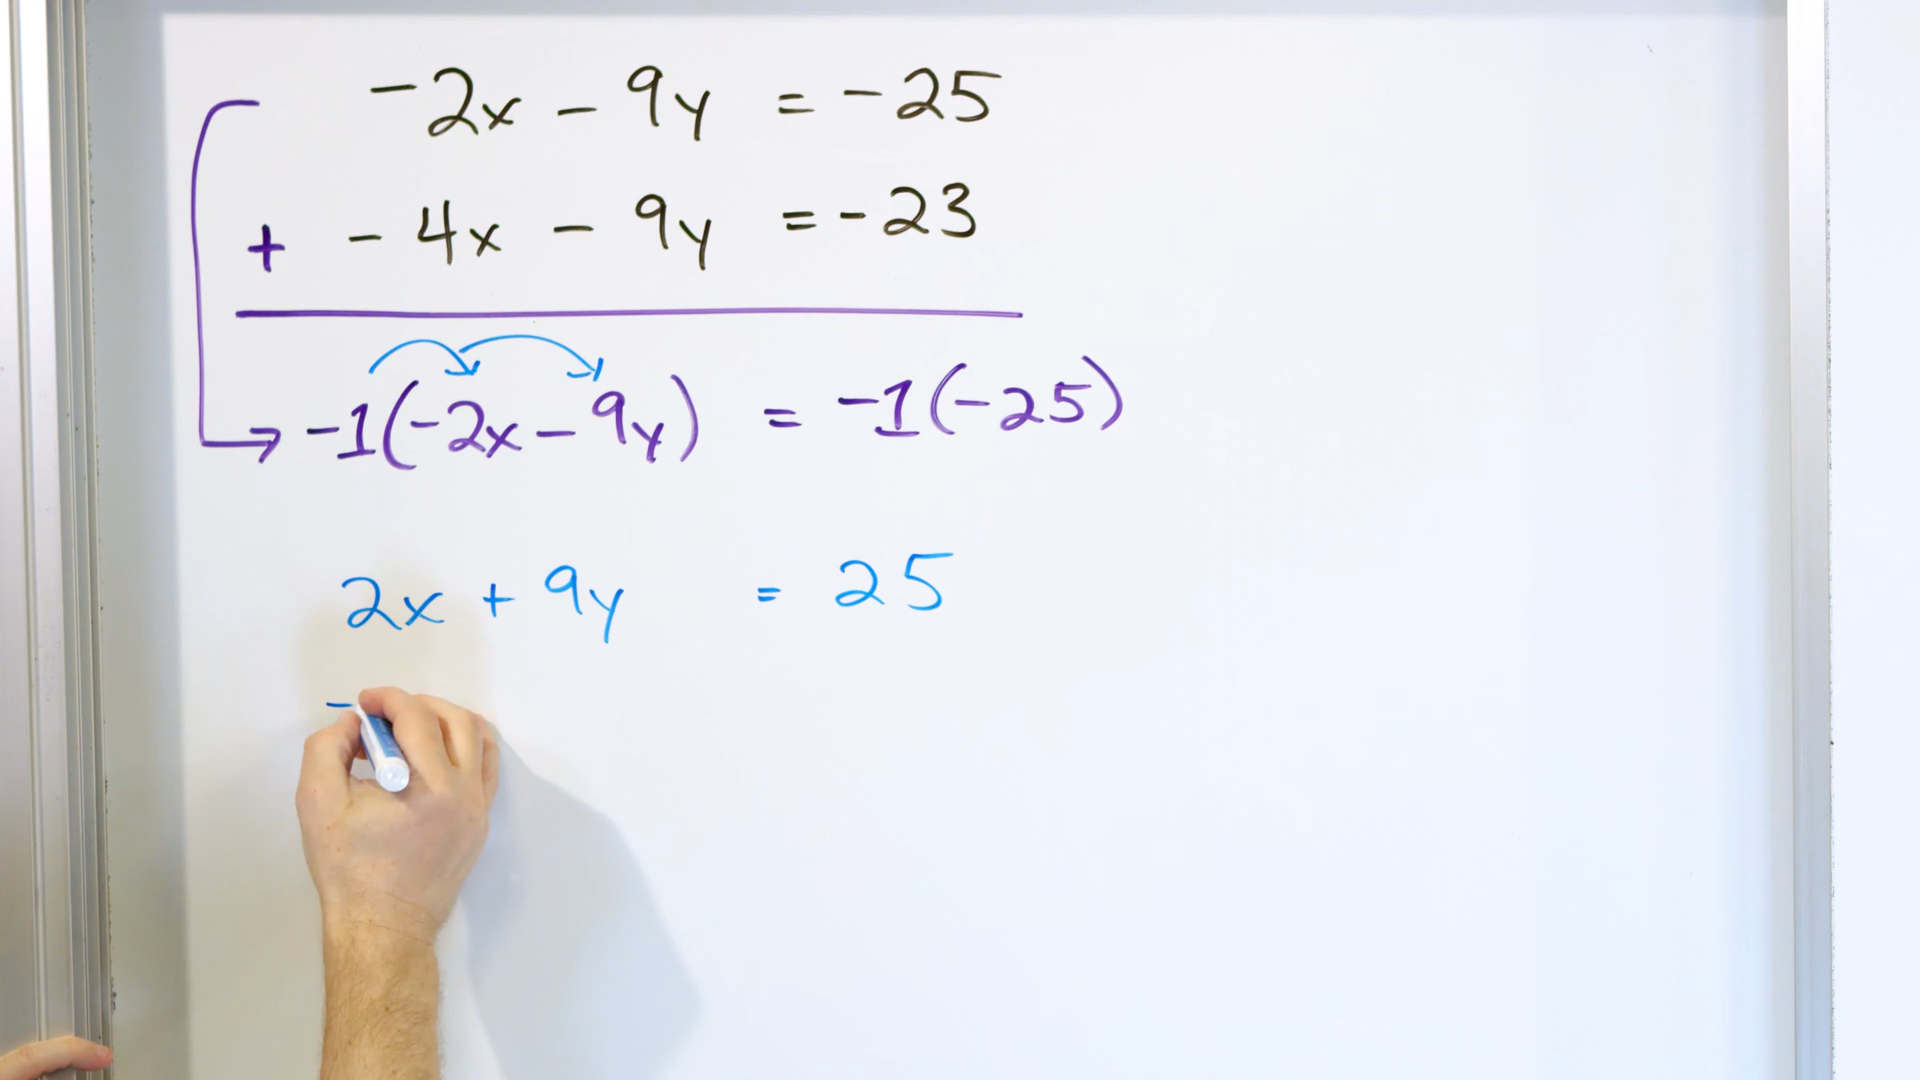 -2x - 9y = -25
+ -4x - 9y = -23
-1(-2x - 9y) = -1(-25)
2x + 9y = 25
-